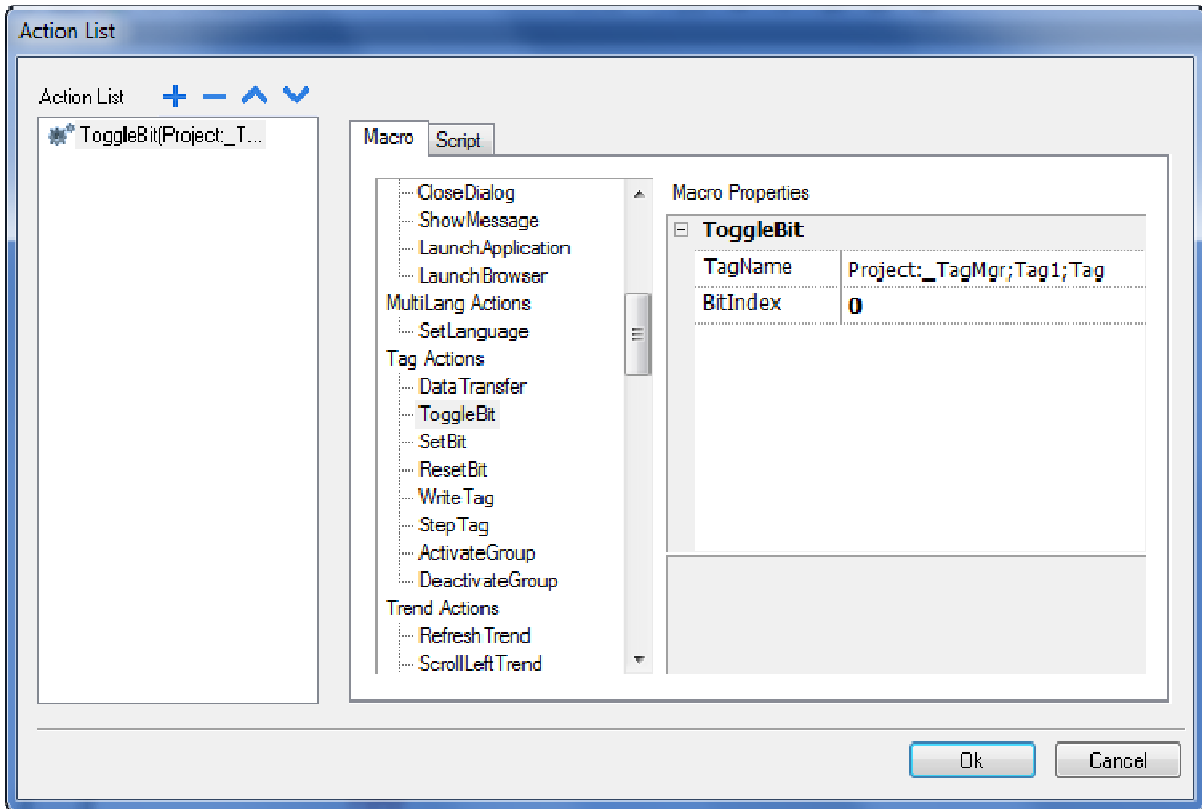 Action List
Action List
ToggleBit(Project:_T...
Macro
Script
CloseDialog
ShowMessage
LaunchApplication
LaunchBrowser
MultiLang Actions
SetLanguage
Tag Actions
DataTransfer
ToggleBit
SetBit
ResetBit
WriteTag
StepTag
ActivateGroup
DeactivateGroup
Trend Actions
RefreshTrend
ScrollLeftTrend
Macro Properties
ToggleBit
TagName Project:_TagMgr;Tag1;Tag
BitIndex 0
Ok
Cancel